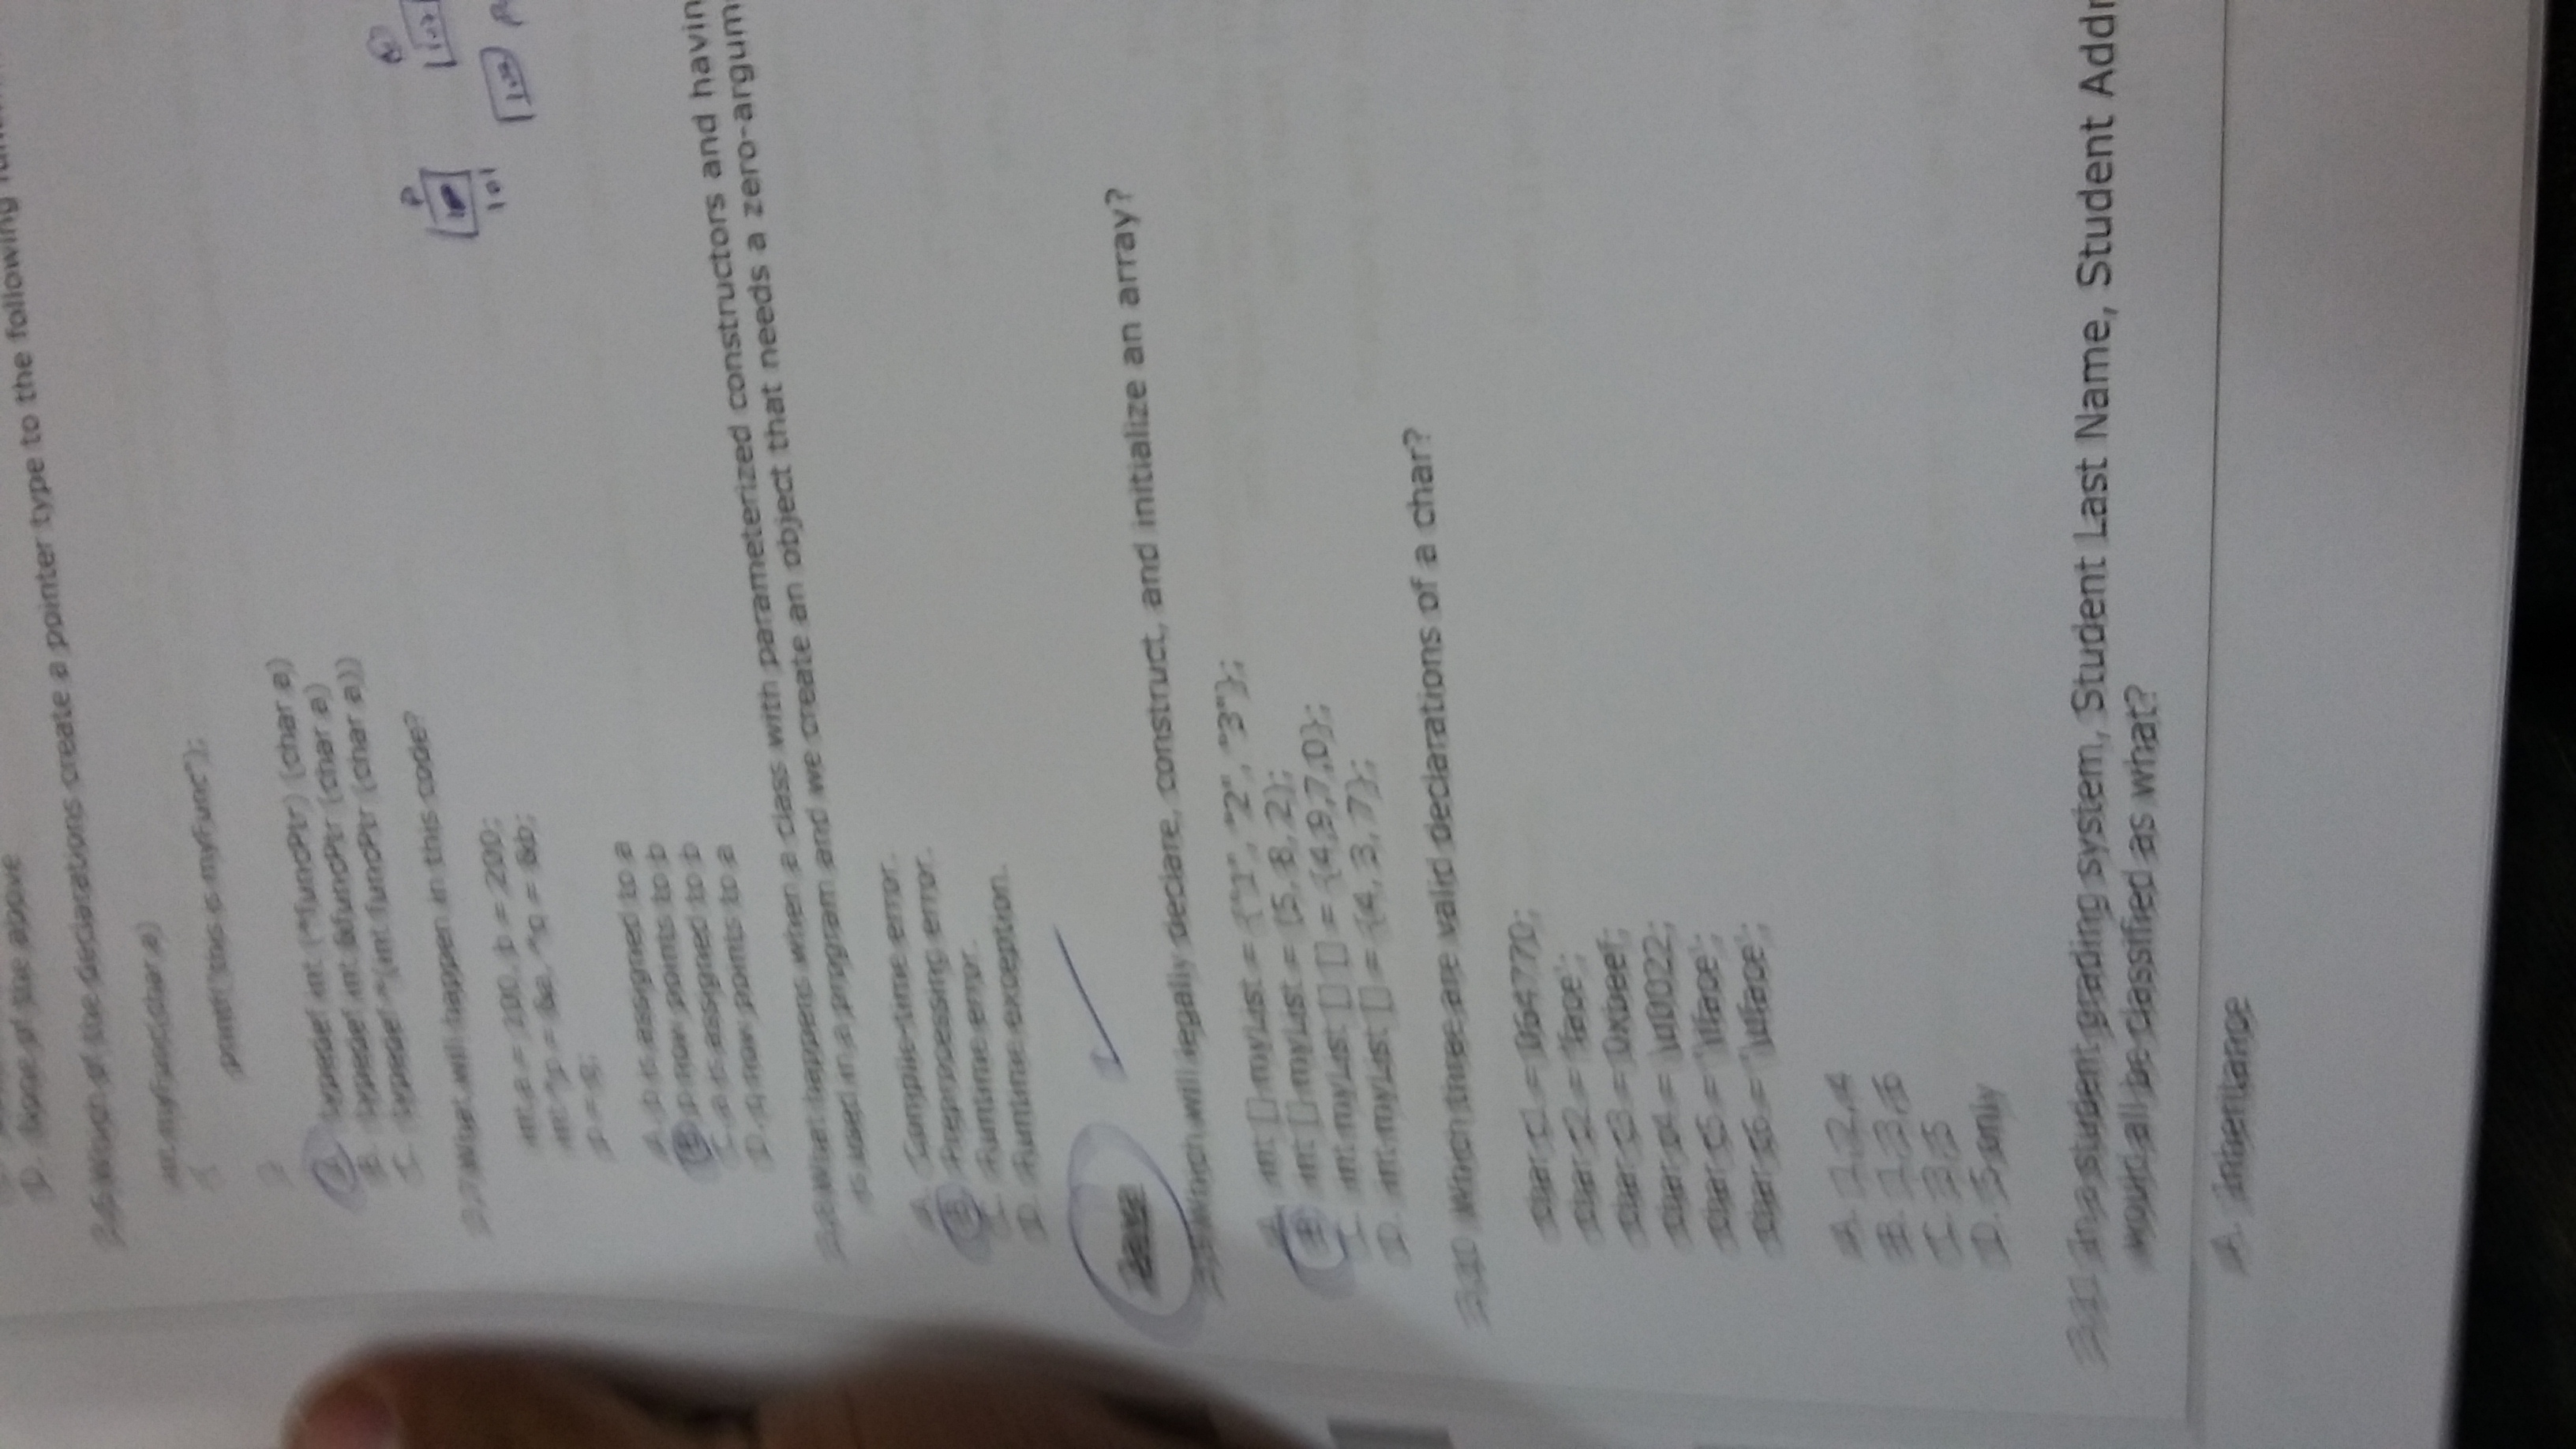 D. None of the above
3.6 Which of the declarations create a pointer type to the following
int myFunc(char a)
{
printf("this is myFunc");
}
A. typedef int (*funcPtr) (char a)
B. typedef int &funcPtr (char a)
C. typedef *(int funcPtr (char a))
3.7 What will happen in this code?
int a = 100, b = 200;
int *p = &a, *q = &b;
p = q;
A. b is assigned to a
B. p now points to b
C. a is assigned to b
D. q now points to a
3.8 What happens when a class with parameterized constructors and havin
is used in a program and we create an object that needs a zero-argum
A. Compile-time error.
B. Preprocessing error.
C. Runtime error.
D. Runtime exception.
Java
3.9 Which will legally declare, construct, and initialize an array?
A. int [] myList = {"1", "2", "3"};
B. int [] myList = (5, 8, 2);
C. int myList [] [] = {4,9,7,0};
D. int myList [] = {4, 3, 7};
3.10 Which three are valid declarations of a char?
char c1 = 064770;
char c2 = 'face';
char c3 = 0xbeef;
char c4 = \u0022;
char c5 = '\iface';
char c6 = '\uface';
A. 1,2,4
B. 1,3,6
C. 3,5
D. 5 only
3.11 In a student grading system, Student Last Name, Student Addr
would all be classified as what?
A. Inheritance
P
101
102